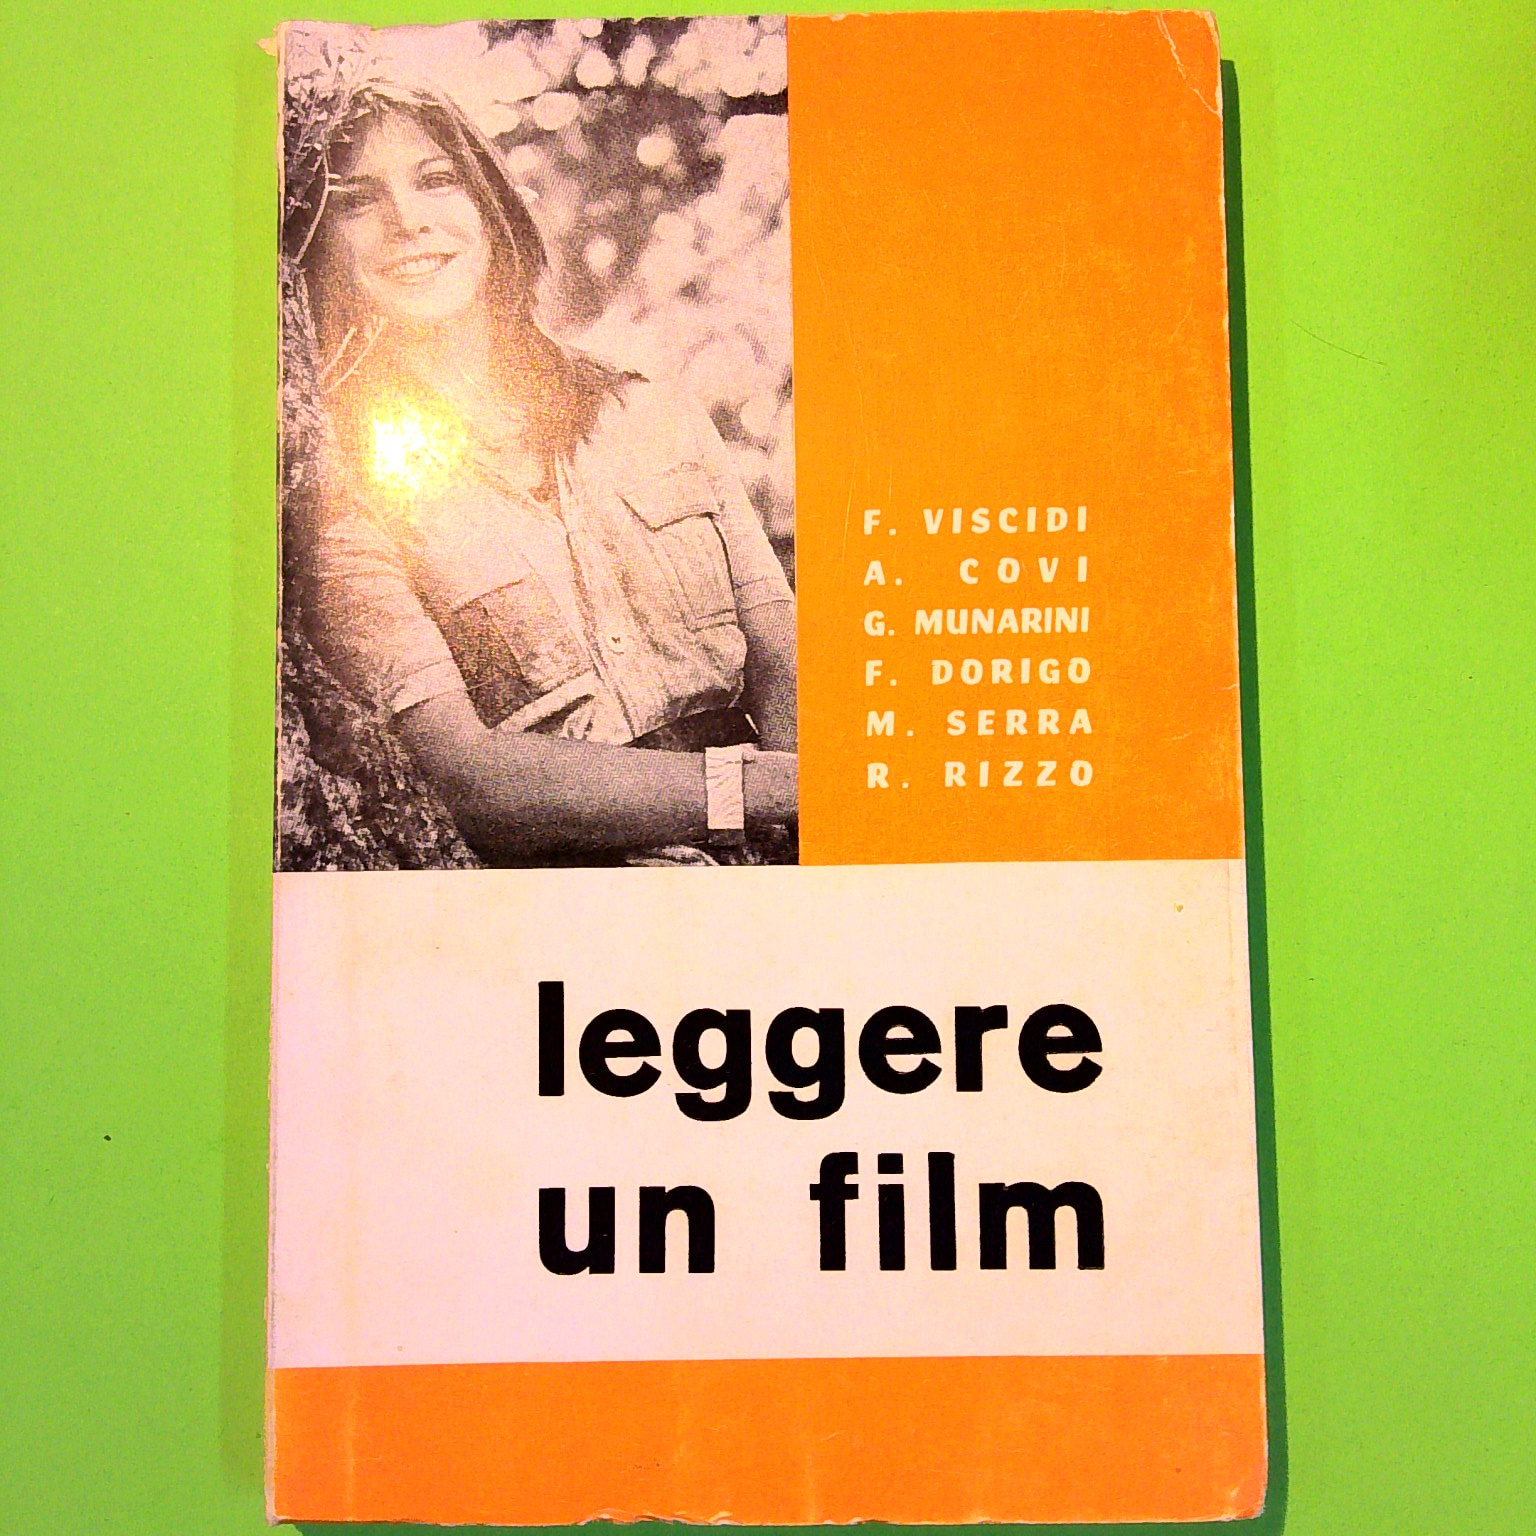 F. VISCIDI
A. COVI
G. MUNARINI
F. DORIGO
M. SERRA
R. RIZZO
leggere
un film